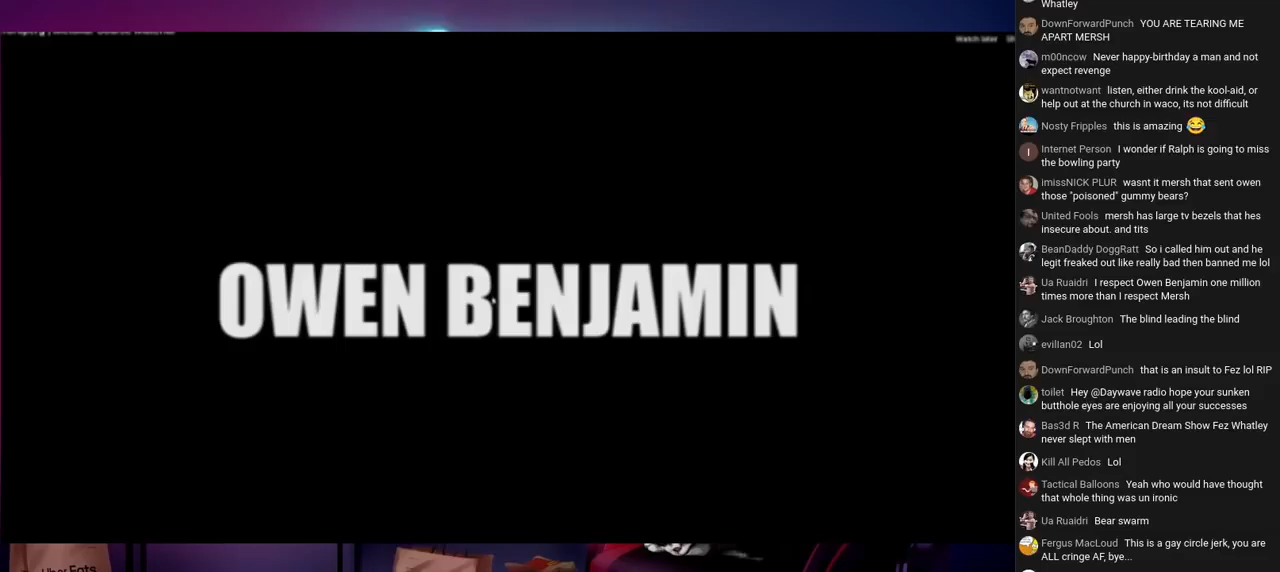 Watch later
OWEN BENJAMIN
Uber Eats
Whatley
DownForwardPunch YOU ARE TEARING ME
APART MERSH
m00ncow Never happy-birthday a man and not
expect revenge
wantnotwant listen, either drink the kool-aid, or
help out at the church in waco, its not difficult
Nosty Fripples this is amazing 😂
I
Internet Person I wonder if Ralph is going to miss
the bowling party
imissNICK PLUR wasnt it mersh that sent owen
those "poisoned" gummy bears?
United Fools mersh has large tv bezels that hes
insecure about. and tits
BeanDaddy DoggRatt So i called him out and he
legit freaked out like really bad then banned me lol
Ua Ruaidri I respect Owen Benjamin one million
times more than I respect Mersh
Jack Broughton The blind leading the blind
evilIan02 Lol
DownForwardPunch that is an insult to Fez lol RIP
toilet Hey @Daywave radio hope your sunken
butthole eyes are enjoying all your successes
Bas3d R The American Dream Show Fez Whatley
never slept with men
Kill All Pedos Lol
Tactical Balloons Yeah who would have thought
that whole thing was un ironic
Ua Ruaidri Bear swarm
Fergus MacLoud This is a gay circle jerk, you are
ALL cringe AF, bye...